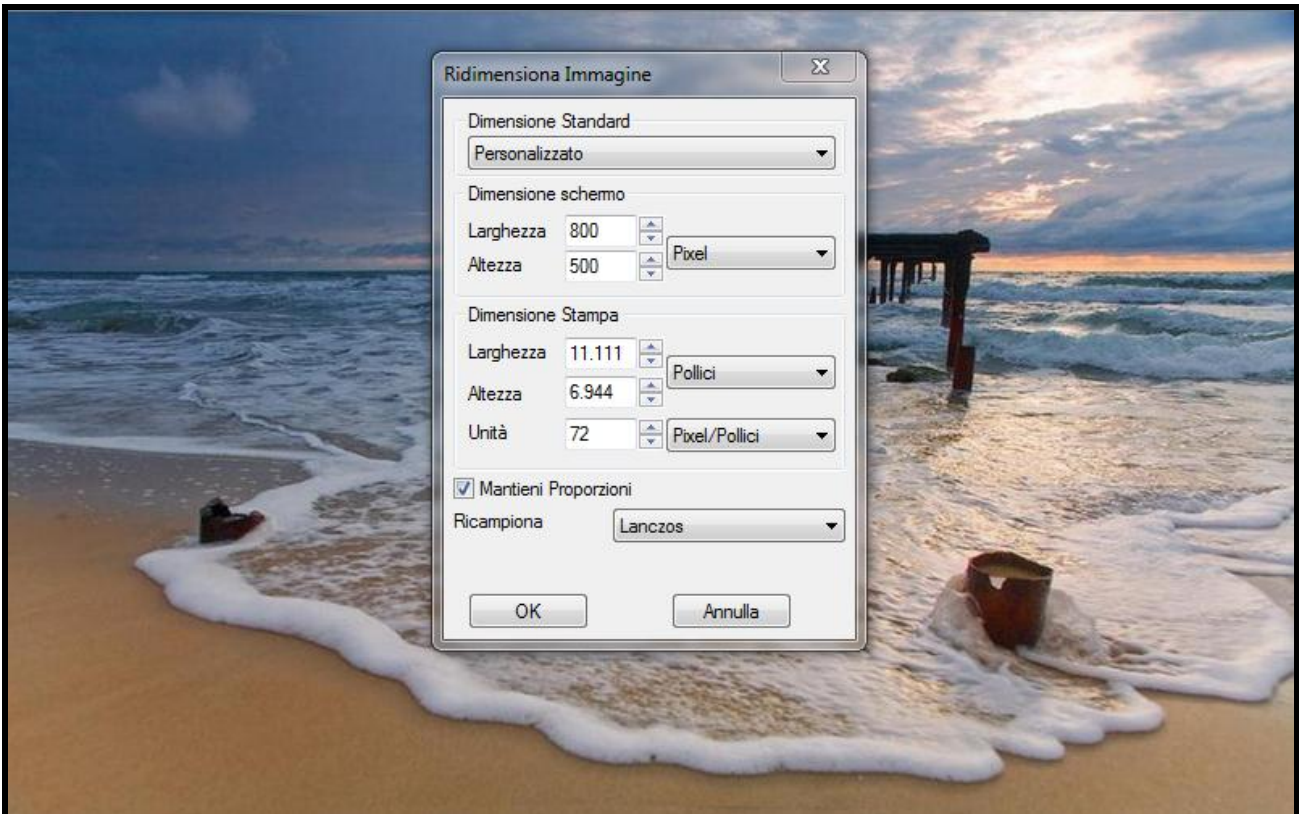 Ridimensiona Immagine
Dimensione Standard
Personalizzato
Dimensione schermo
Larghezza 800
Pixel
Altezza 500
Dimensione Stampa
Larghezza 11.111
Pollici
Altezza 6.944
Unità 72 Pixel/Pollici
Mantieni Proporzioni
Ricampiona Lanczos
OK Annulla